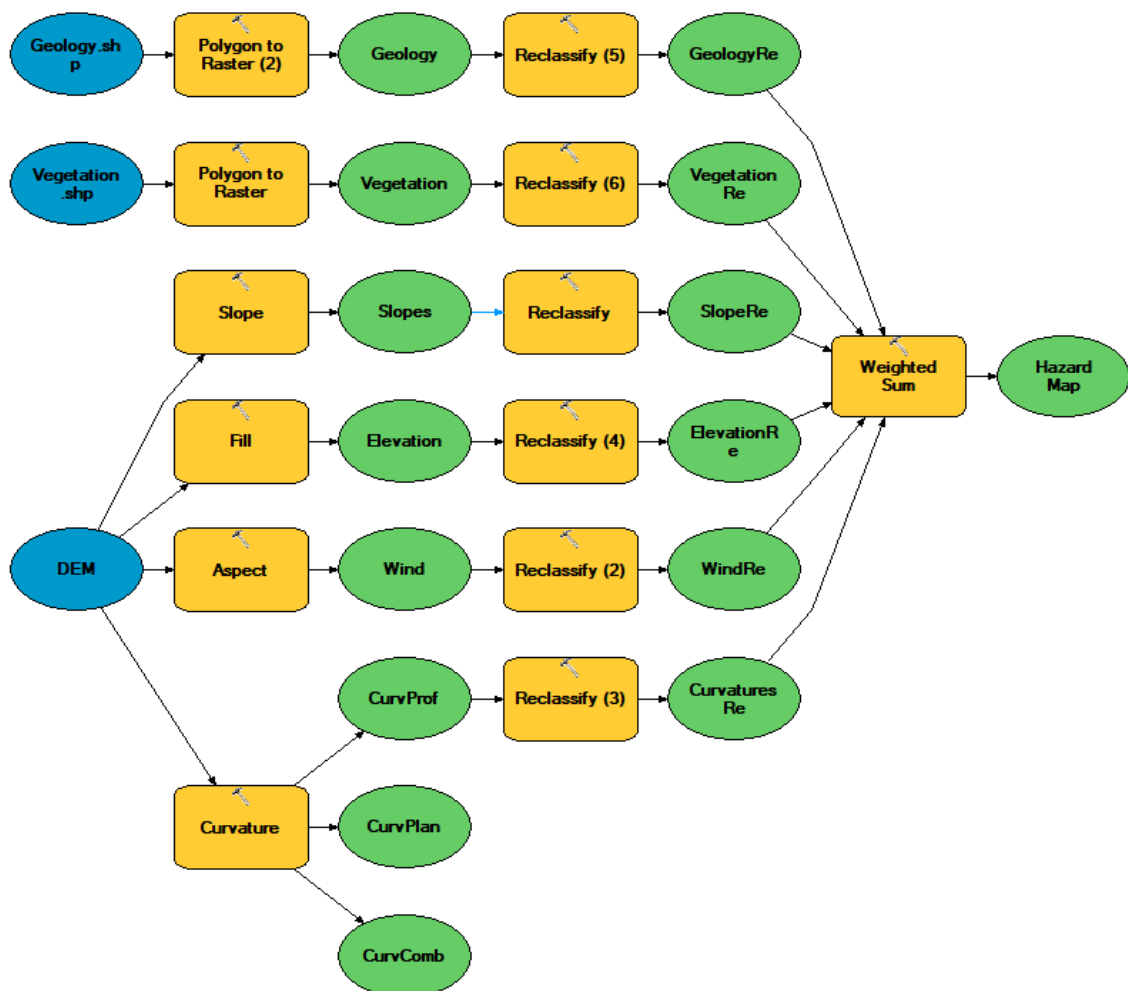 Geology.sh
p
Polygon to
Raster (2)
Geology
Reclassify (5)
GeologyRe
Vegetation
.shp
Polygon to
Raster
Vegetation
Reclassify (6)
Vegetation
Re
Slope
Slopes
Reclassify
SlopeRe
Weighted
Sum
Hazard
Map
Fill
Elevation
Reclassify (4)
ElevationR
e
DEM
Aspect
Wind
Reclassify (2)
WindRe
CurvProf
Reclassify (3)
Curvatures
Re
Curvature
CurvPlan
CurvComb